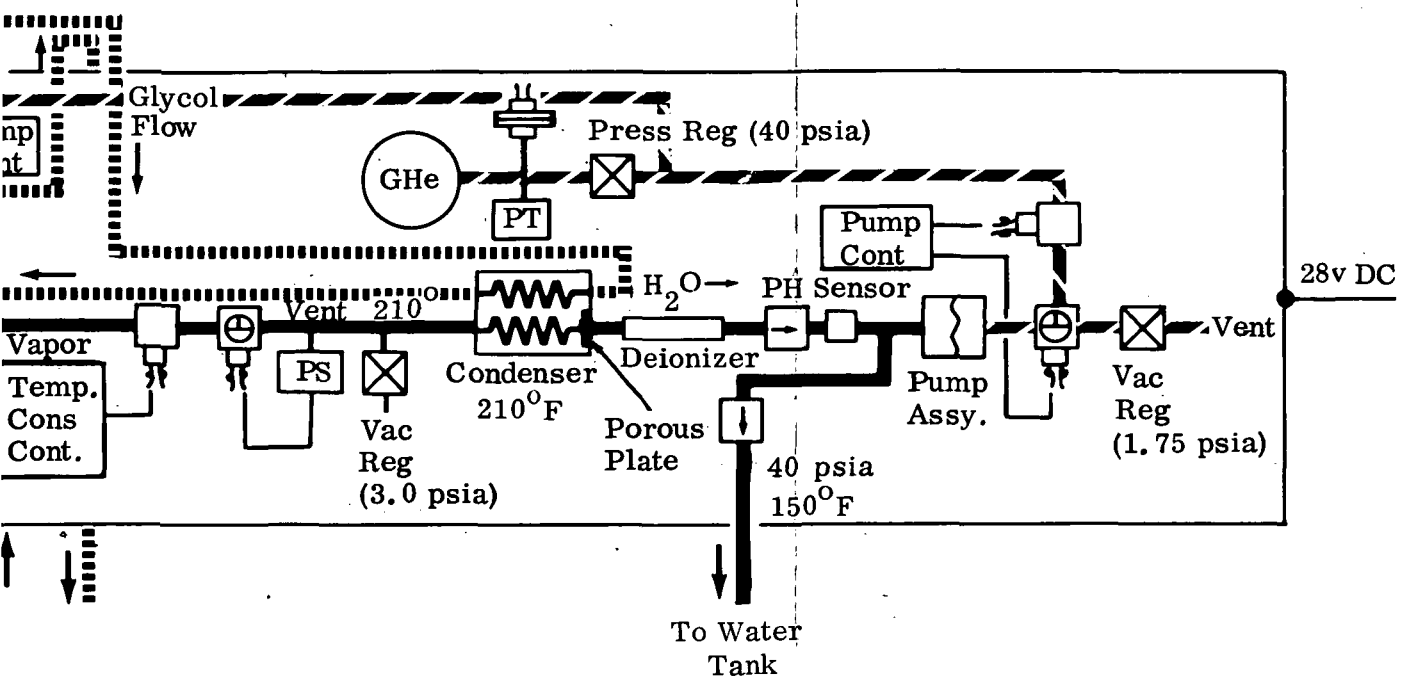 Glycol
Flow
Press Reg (40 psia)
GHe
PT
Pump
Cont
28v DC
H₂O
PH Sensor
Vent 210°
Vent
Vapor
PS
Deionizer
Condenser
210°F
Temp.
Cons
Cont.
Vac
Reg
(3.0 psia)
Porous
Plate
Pump
Assy.
Vac
Reg
(1.75 psia)
40 psia
150°F
To Water
Tank